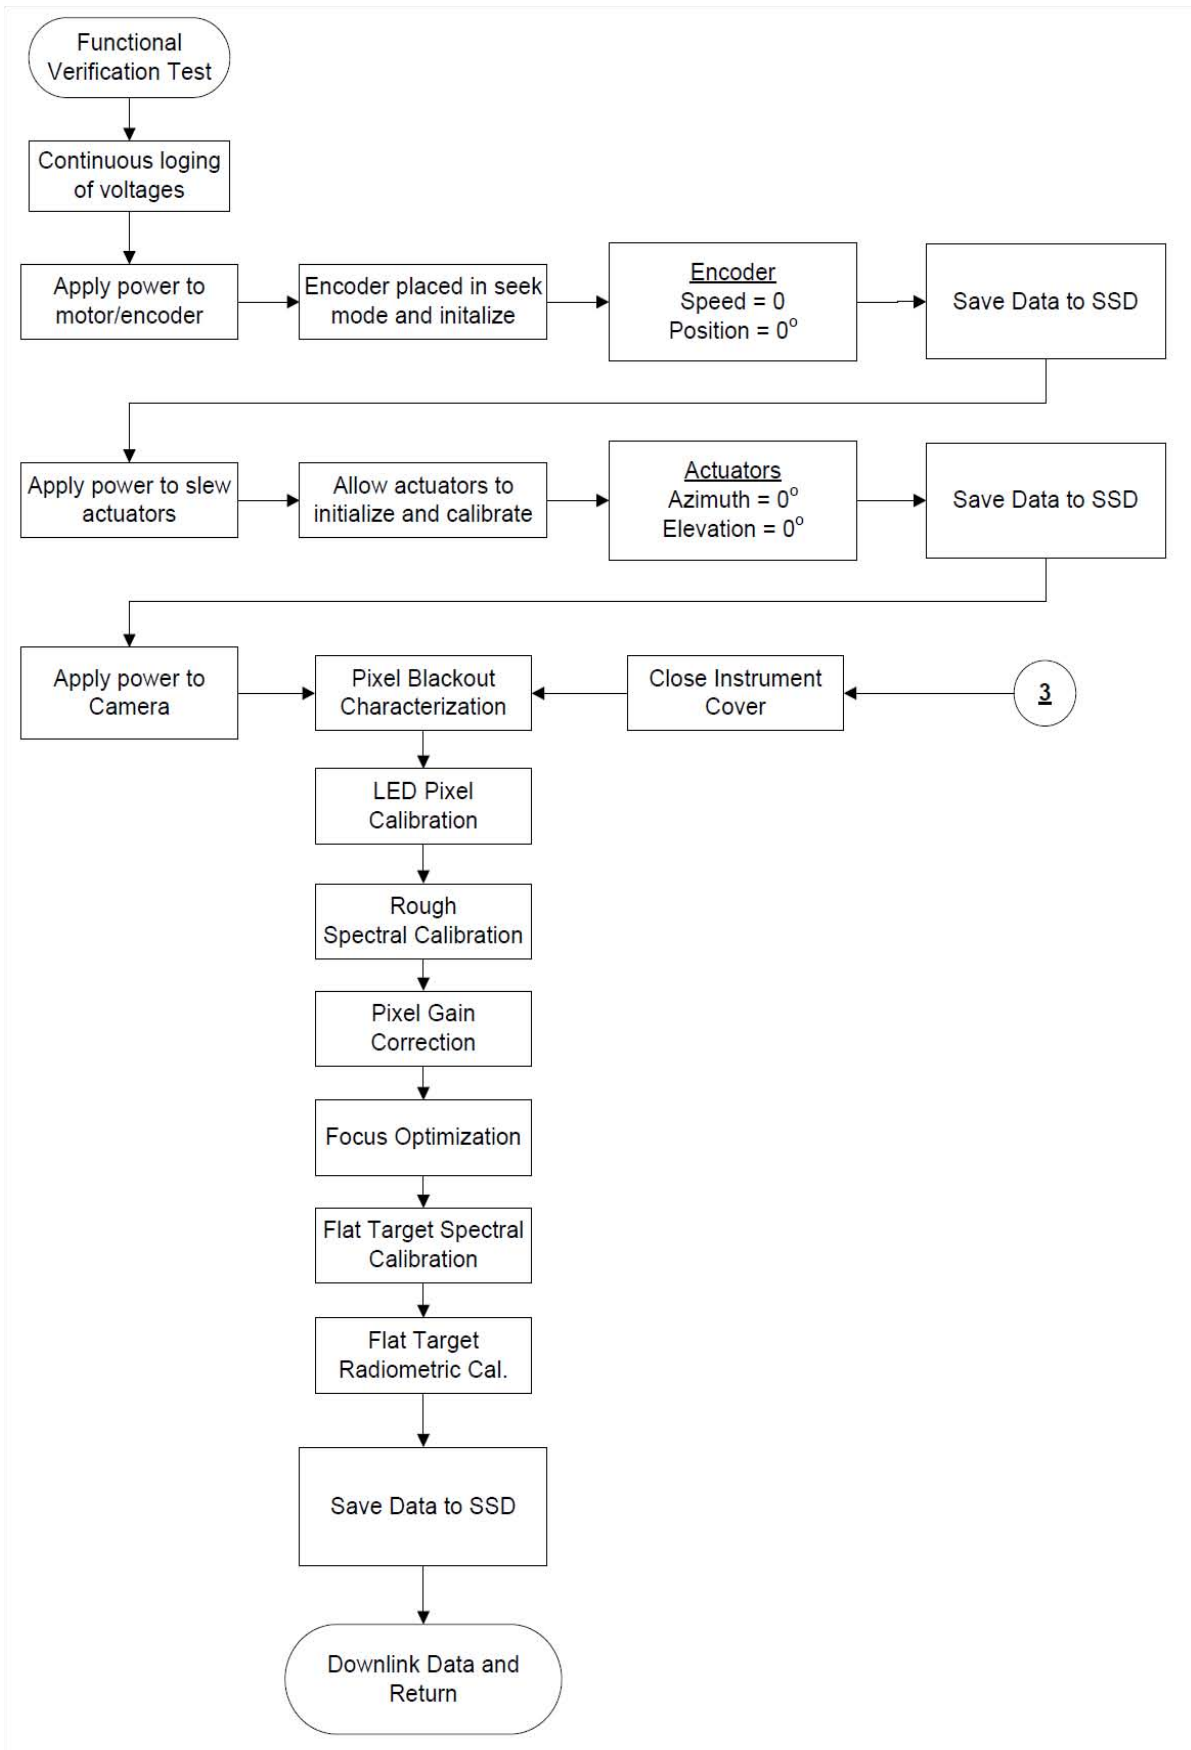 Functional
Verification Test
Continuous loging
of voltages
Apply power to
motor/encoder
Encoder placed in seek
mode and initalize
Encoder
Speed = 0
Position = 0°
Save Data to SSD
Apply power to slew
actuators
Allow actuators to
initialize and calibrate
Actuators
Azimuth = 0°
Elevation = 0°
Save Data to SSD
Apply power to
Camera
Pixel Blackout
Characterization
Close Instrument
Cover
3
LED Pixel
Calibration
Rough
Spectral Calibration
Pixel Gain
Correction
Focus Optimization
Flat Target Spectral
Calibration
Flat Target
Radiometric Cal.
Save Data to SSD
Downlink Data and
Return